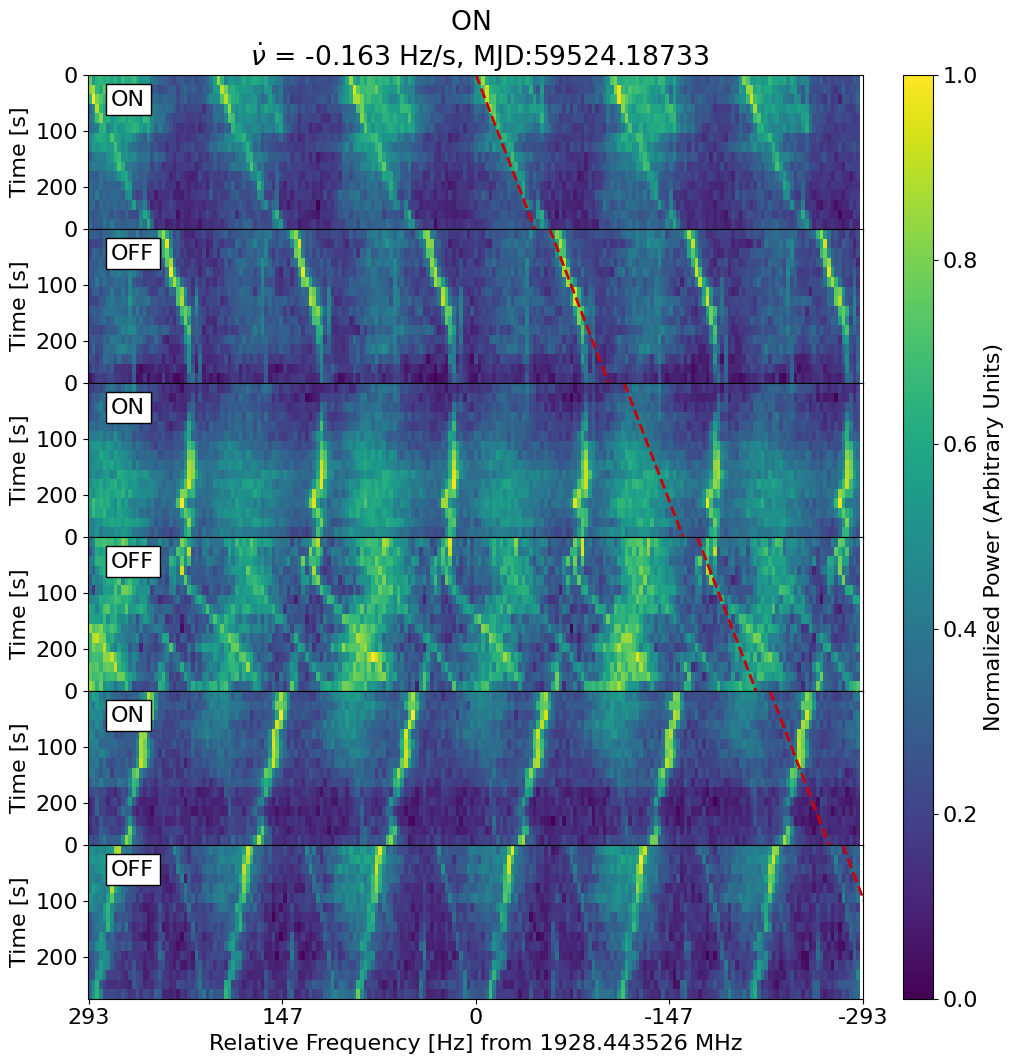 ON
ν̇ = -0.163 Hz/s, MJD:59524.18733
0
ON
100
200
Time [s]
0
OFF
100
200
Time [s]
0
ON
100
200
Time [s]
0
OFF
100
200
Time [s]
0
ON
100
200
Time [s]
0
OFF
100
200
Time [s]
293 147 0 -147 -293
Relative Frequency [Hz] from 1928.443526 MHz
1.0
0.8
0.6
0.4
0.2
0.0
Normalized Power (Arbitrary Units)